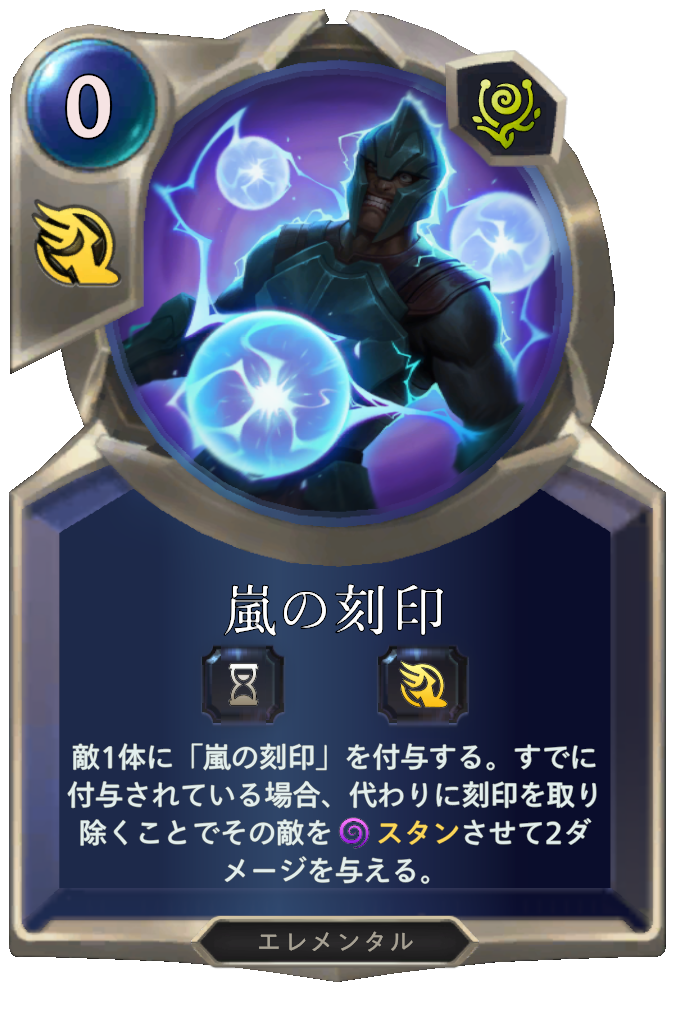 0
嵐の刻印
敵1体に「嵐の刻印」を付与する。すでに
付与されている場合、代わりに刻印を取り
除くことでその敵をスタンさせて2ダ
メージを与える。
エレメンタル